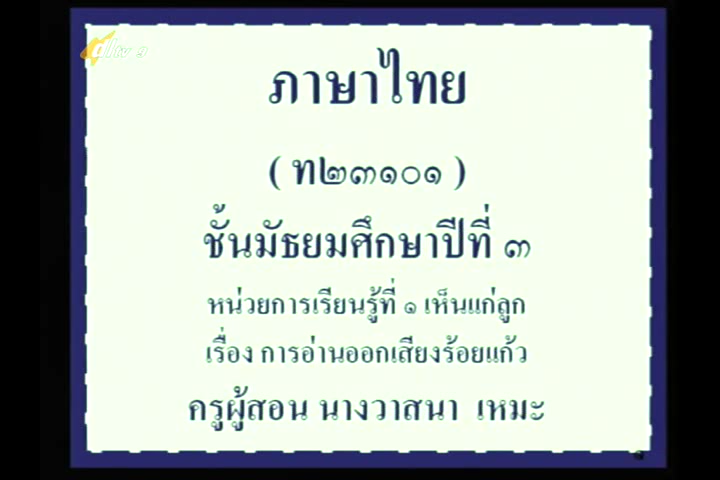 ภาษาไทย
( ท๒๓๑๐๑ )
ชั้นมัธยมศึกษาปีที่ ๓
หน่วยการเรียนรู้ที่ ๑ เห็นแก่ลูก
เรื่อง การอ่านออกเสียงร้อยแก้ว
ครูผู้สอน นางวาสนา เหมะ